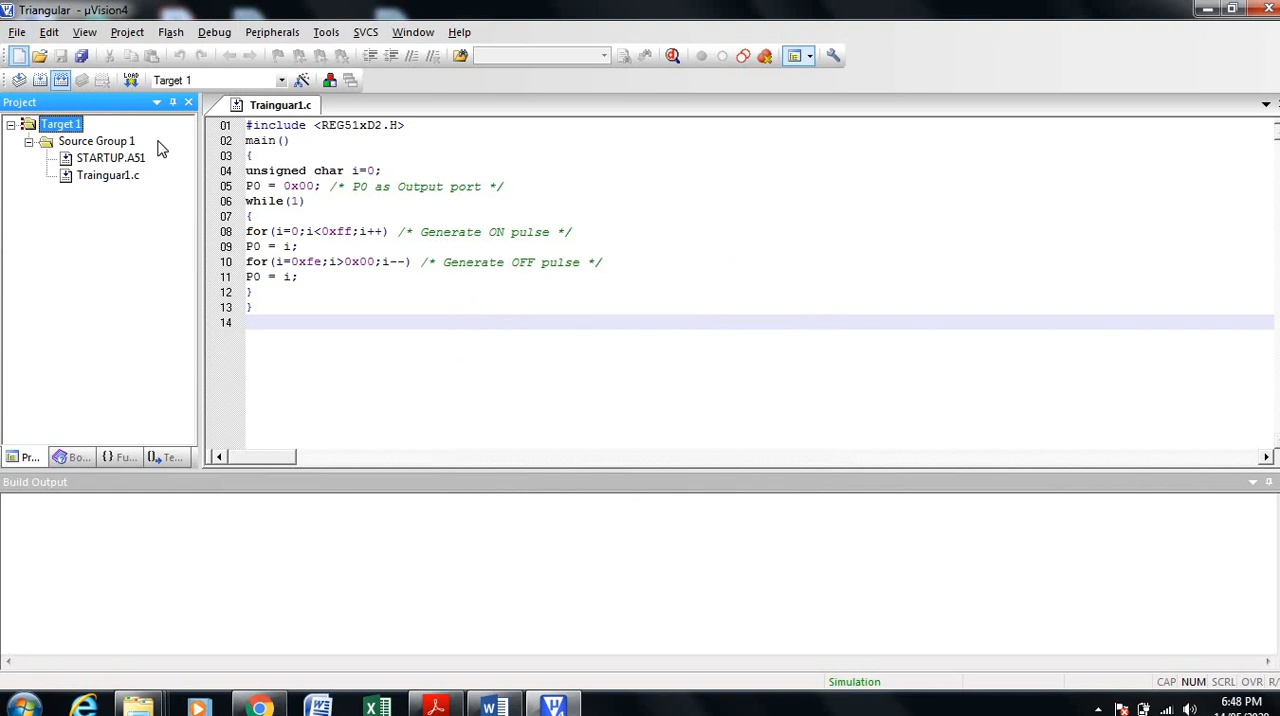 Triangular - µVision4
File Edit View Project Flash Debug Peripherals Tools SVCS Window Help
LOAD Target 1
Project
Trainguar1.c
Target 1
Source Group 1
STARTUP.A51
Trainguar1.c
01 #include <REG51xD2.H>
02 main()
03 {
04 unsigned char i=0;
05 P0 = 0x00; /* P0 as Output port */
06 while(1)
07 {
08 for(i=0;i<0xff;i++) /* Generate ON pulse */
09 P0 = i;
10 for(i=0xfe;i>0x00;i--) /* Generate OFF pulse */
11 P0 = i;
12 }
13 }
14
Pr... Bo... {} Fu... 0→ Te...
Build Output
Simulation CAP NUM SCRL OVR R/
6:48 PM